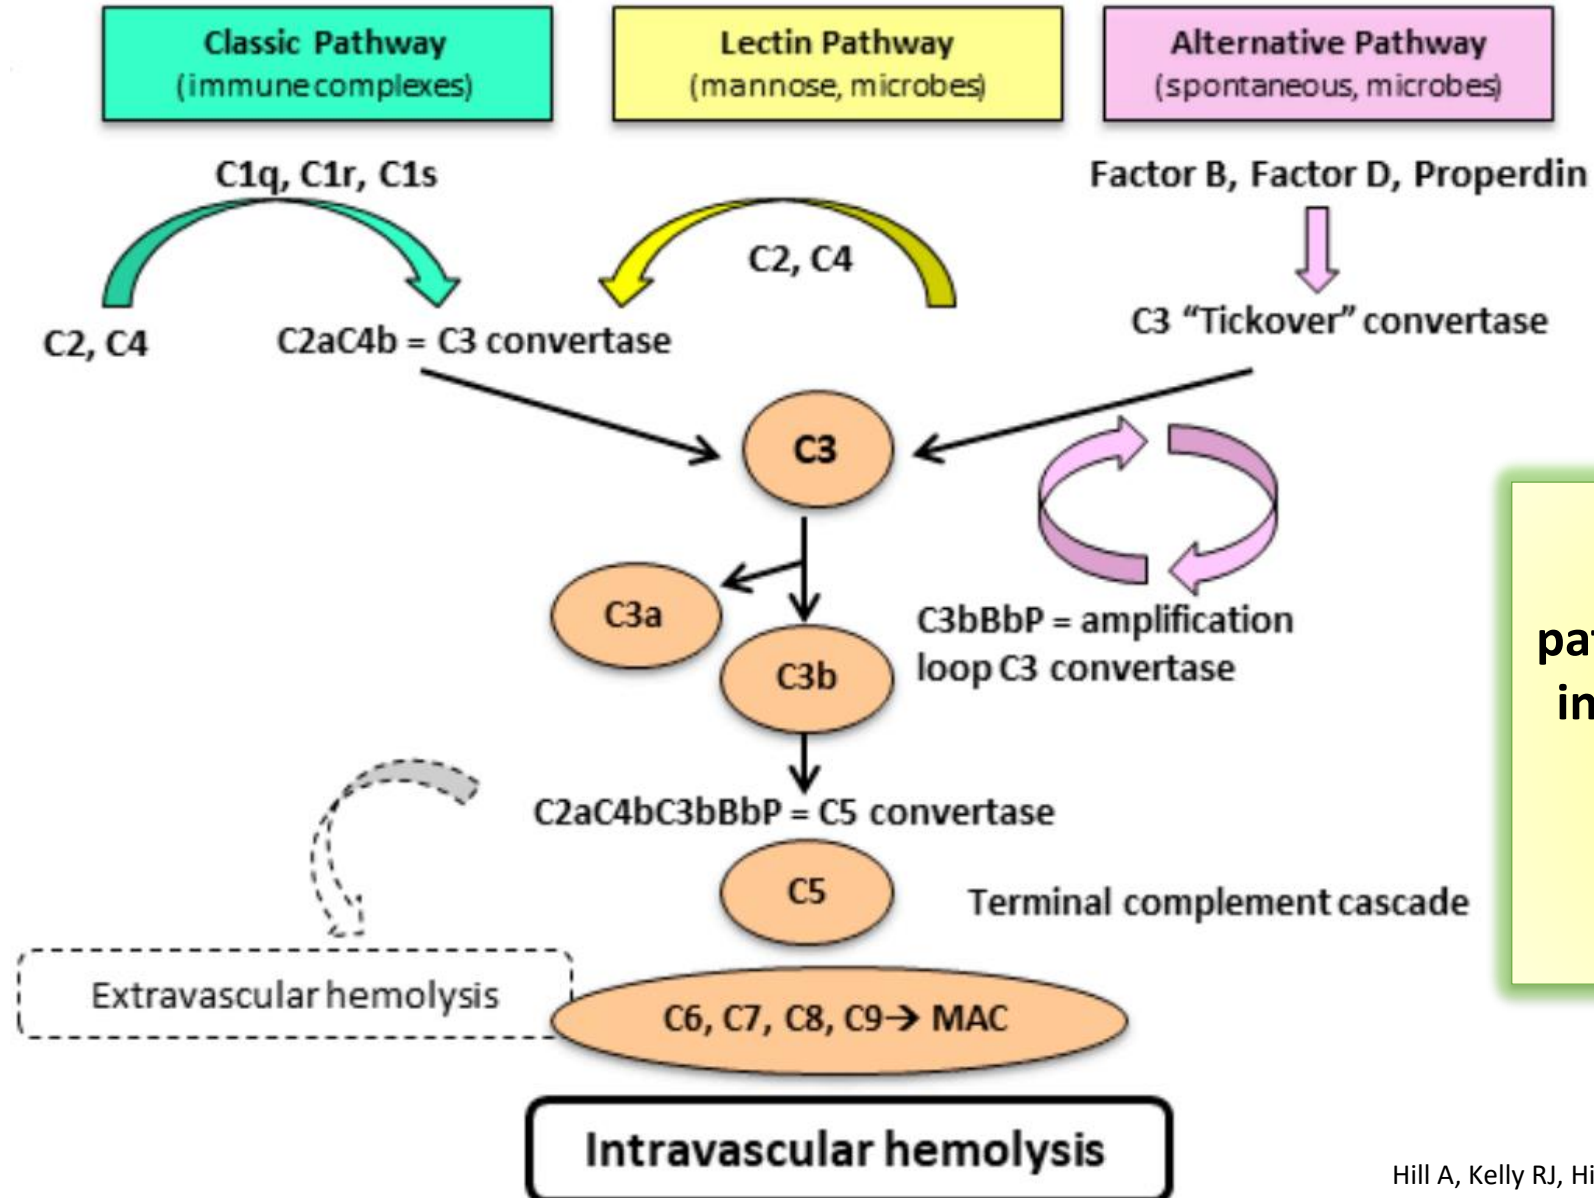 Classic Pathway
(immune complexes)
Lectin Pathway
(mannose, microbes)
Alternative Pathway
(spontaneous, microbes)
C1q, C1r, C1s
Factor B, Factor D, Properdin
C2, C4
C2, C4
C2aC4b = C3 convertase
C3 “Tickover” convertase
C3
C3a
C3b
C3bBbP = amplification
loop C3 convertase
C2aC4bC3bBbP = C5 convertase
C5
Terminal complement cascade
Extravascular hemolysis
C6, C7, C8, C9→ MAC
Intravascular hemolysis
Hill A, Kelly RJ, Hi